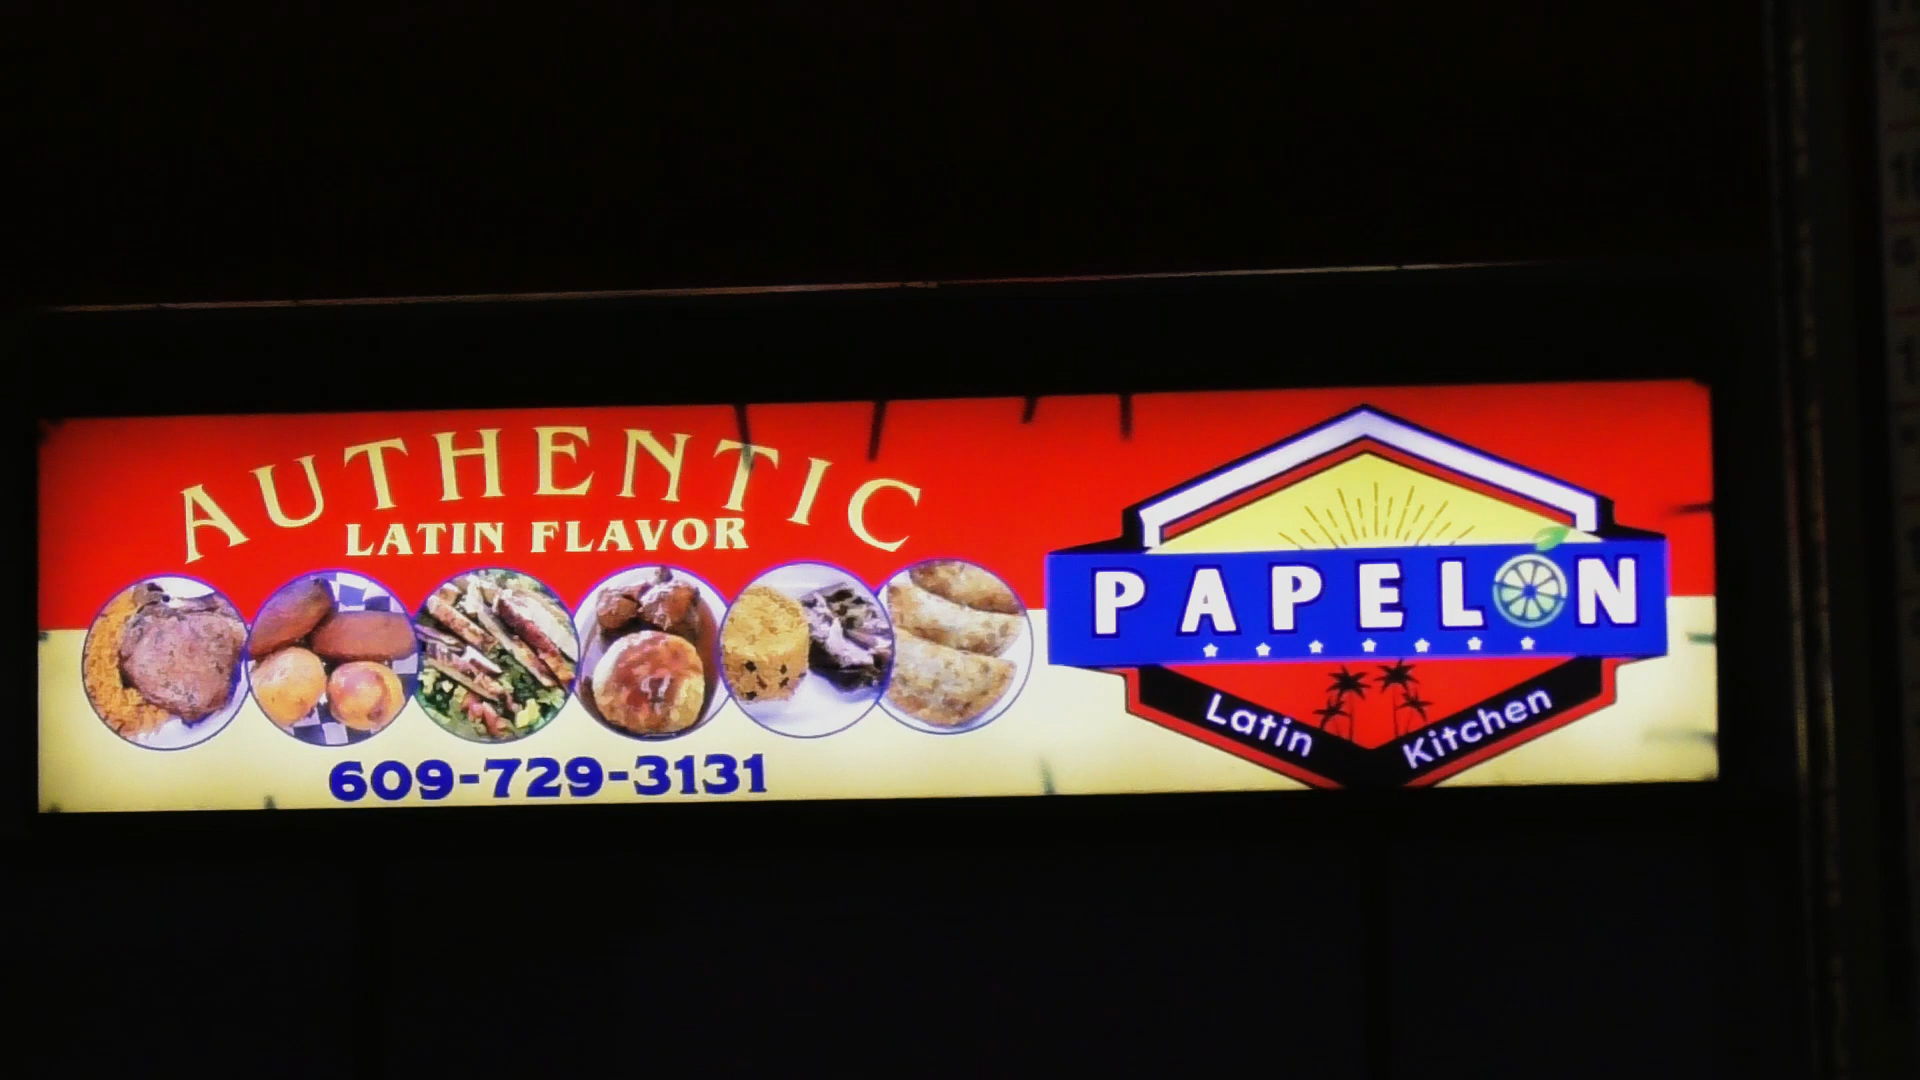 AUTHENTIC
LATIN FLAVOR
609-729-3131
PAPELON
Latin Kitchen